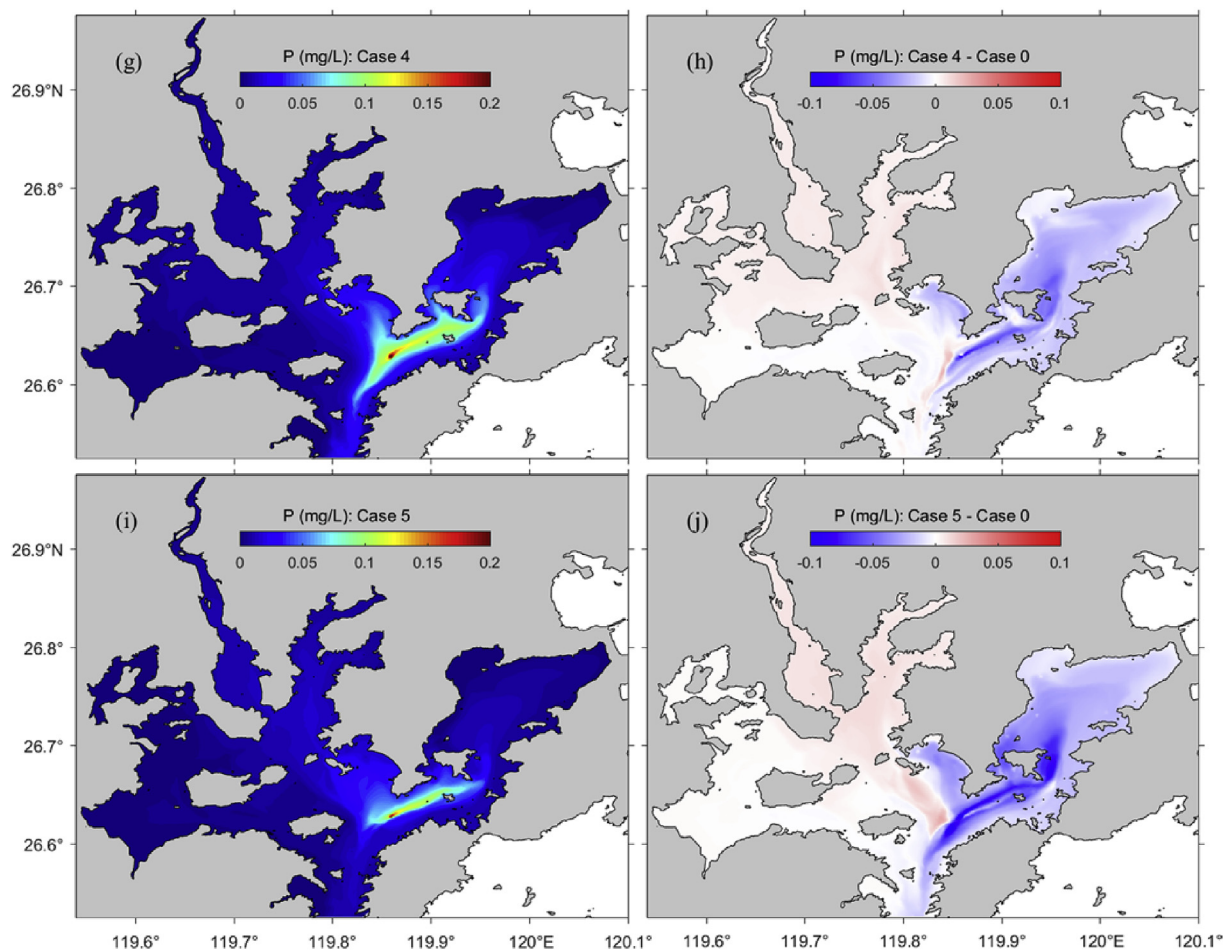 (g)
P (mg/L): Case 4
0 0.05 0.1 0.15 0.2
(h)
P (mg/L): Case 4 - Case 0
-0.1 -0.05 0 0.05 0.1
26.9°N
26.8°
26.7°
26.6°
(i)
P (mg/L): Case 5
0 0.05 0.1 0.15 0.2
(j)
P (mg/L): Case 5 - Case 0
-0.1 -0.05 0 0.05 0.1
26.9°N
26.8°
26.7°
26.6°
119.6° 119.7° 119.8° 119.9° 120°E 120.1° 119.6° 119.7° 119.8° 119.9° 120°E 120.1°